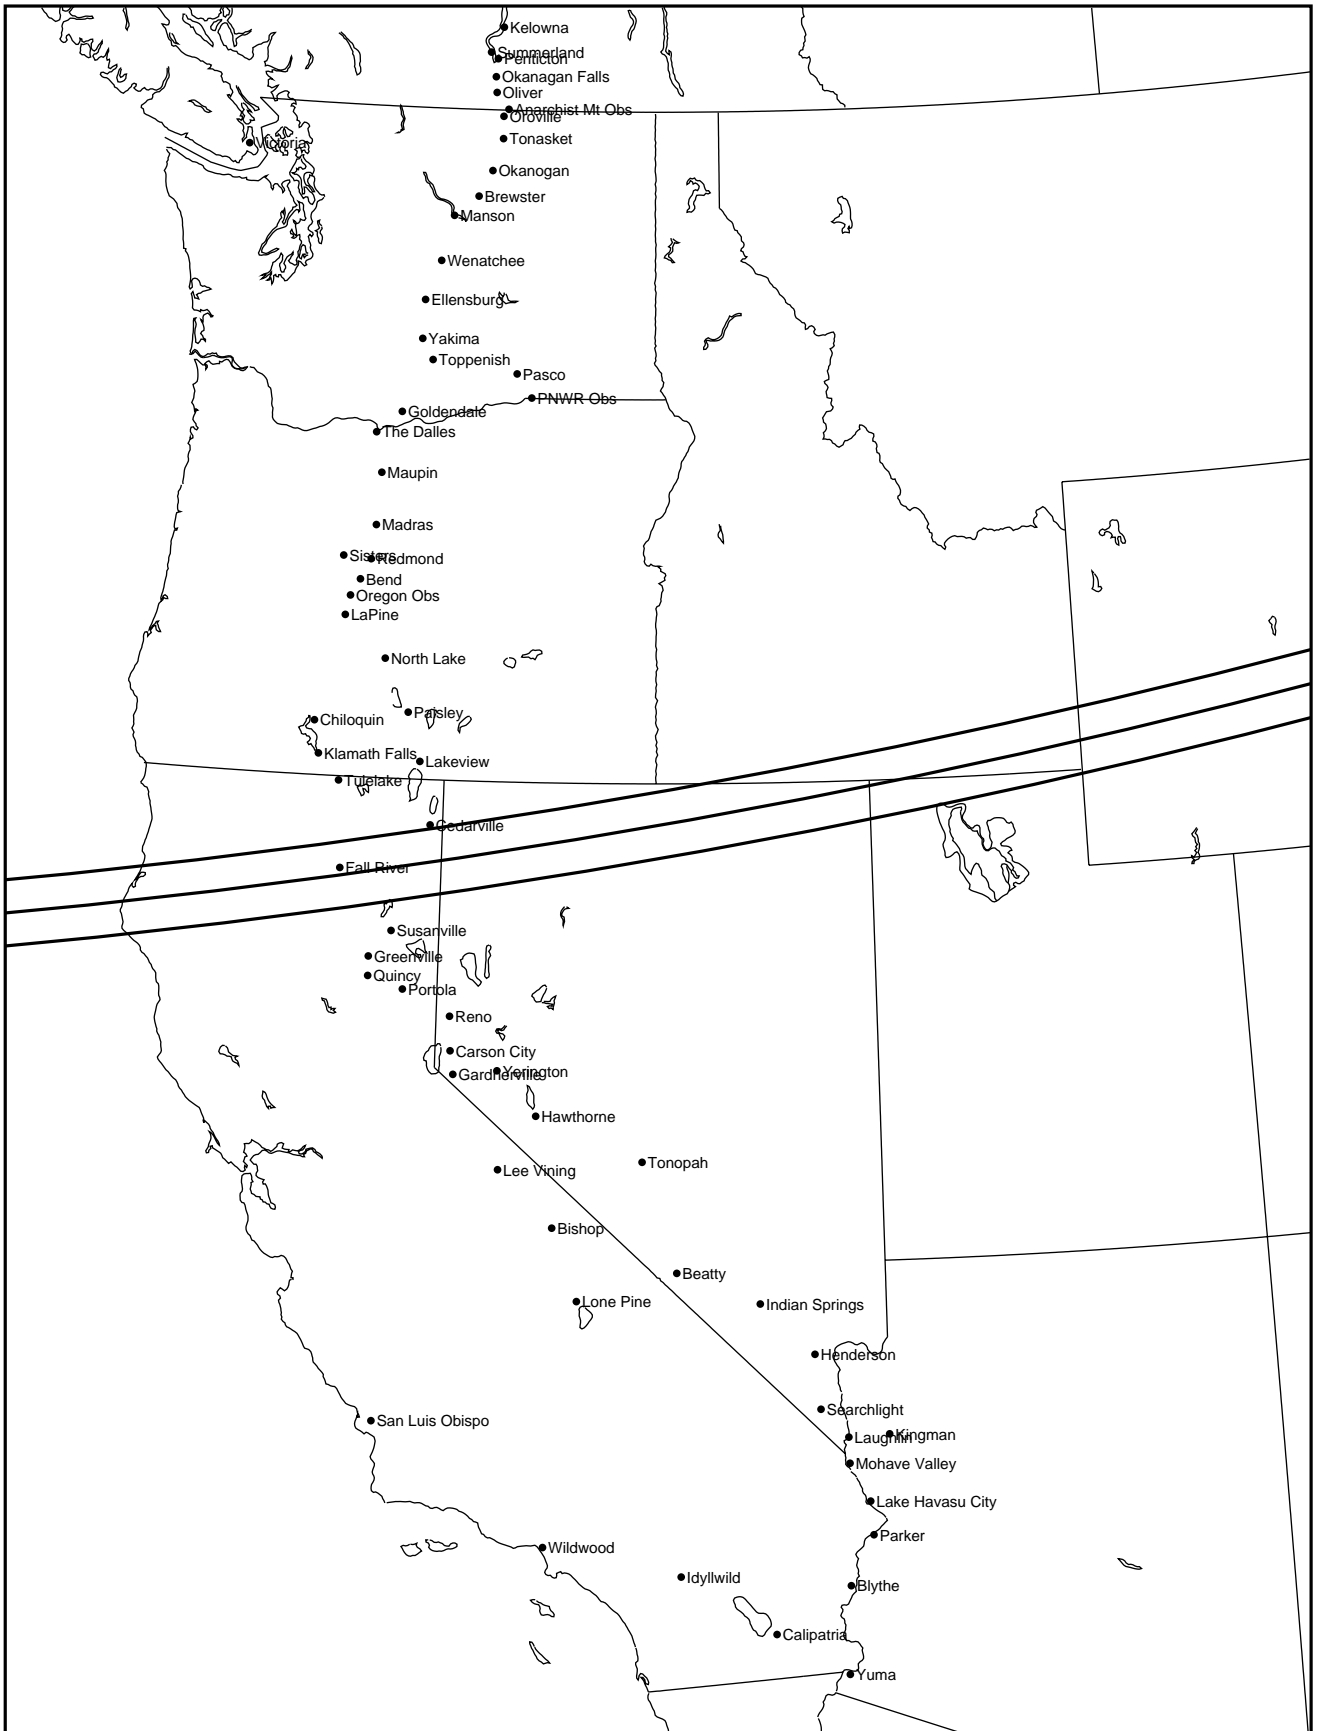 Kelowna
Summerland
Penticton
Okanagan Falls
Oliver
Anarchist Mt Obs
Oroville
Tonasket
Victoria
Okanogan
Brewster
Manson
Wenatchee
Ellensburg
Yakima
Toppenish
Pasco
PNWR Obs
Goldendale
The Dalles
Maupin
Madras
Sisters
Redmond
Bend
Oregon Obs
LaPine
North Lake
Paisley
Chiloquin
Klamath Falls
Lakeview
Tulelake
Cedarville
Fall River
Susanville
Greenville
Quincy
Portola
Reno
Carson City
Yerington
Gardnerville
Hawthorne
Tonopah
Lee Vining
Bishop
Beatty
Lone Pine
Indian Springs
Henderson
Searchlight
San Luis Obispo
Kingman
Laughlin
Mohave Valley
Lake Havasu City
Parker
Wildwood
Idyllwild
Blythe
Calipatria
Yuma